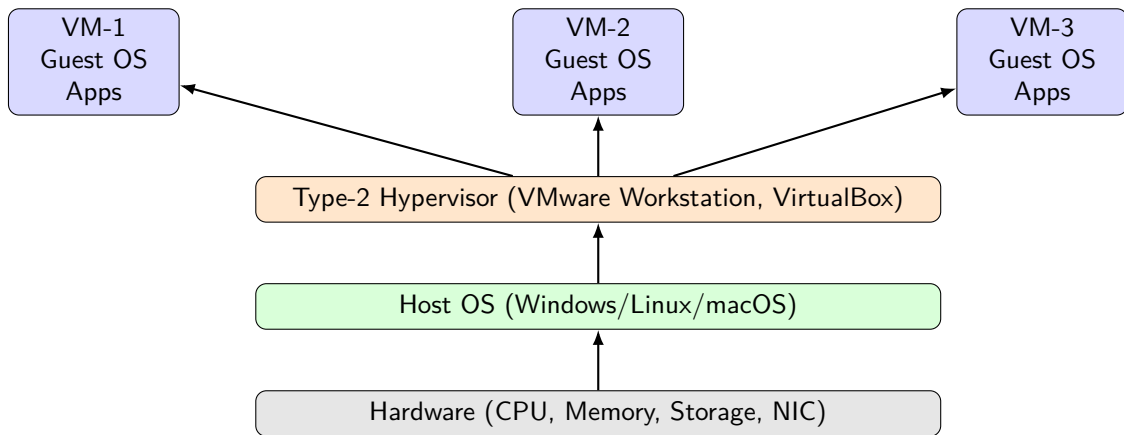 VM-1
Guest OS
Apps
VM-2
Guest OS
Apps
VM-3
Guest OS
Apps
Type-2 Hypervisor (VMware Workstation, VirtualBox)
Host OS (Windows/Linux/macOS)
Hardware (CPU, Memory, Storage, NIC)